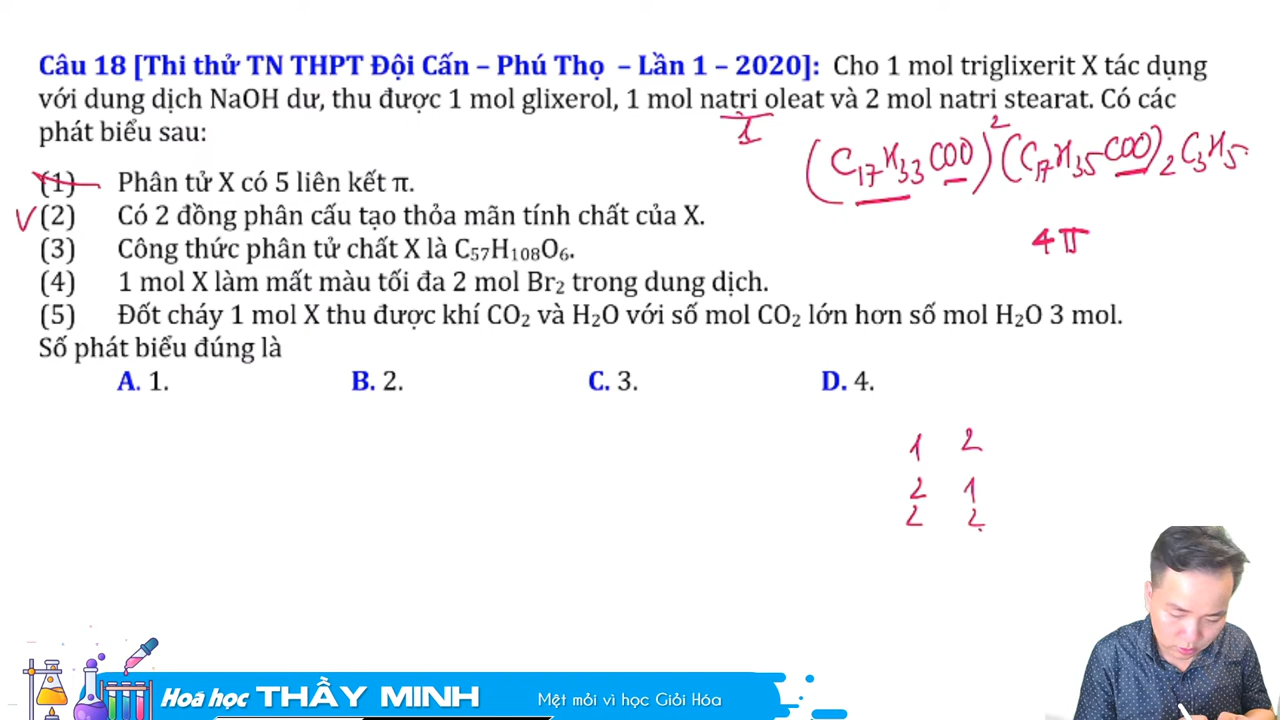 Câu 18 [Thi thử TN THPT Đội Cấn – Phú Thọ – Lần 1 – 2020]: Cho 1 mol triglixerit X tác dụng
với dung dịch NaOH dư, thu được 1 mol glixerol, 1 mol natri oleat và 2 mol natri stearat. Có các
phát biểu sau:
1
(C₁₇H₃₃COO)²(C₁₇H₃₅COO)₂C₃H₅.
(1) Phân tử X có 5 liên kết π.
V (2) Có 2 đồng phân cấu tạo thỏa mãn tính chất của X.
4π
(3) Công thức phân tử chất X là C₅₇H₁₀₈O₆.
(4) 1 mol X làm mất màu tối đa 2 mol Br₂ trong dung dịch.
(5) Đốt cháy 1 mol X thu được khí CO₂ và H₂O với số mol CO₂ lớn hơn số mol H₂O 3 mol.
Số phát biểu đúng là
A. 1. B. 2. C. 3. D. 4.
1 2
2 1
2 2
Hoá học THẦY MINH Mệt mỏi vì học Giỏi Hóa